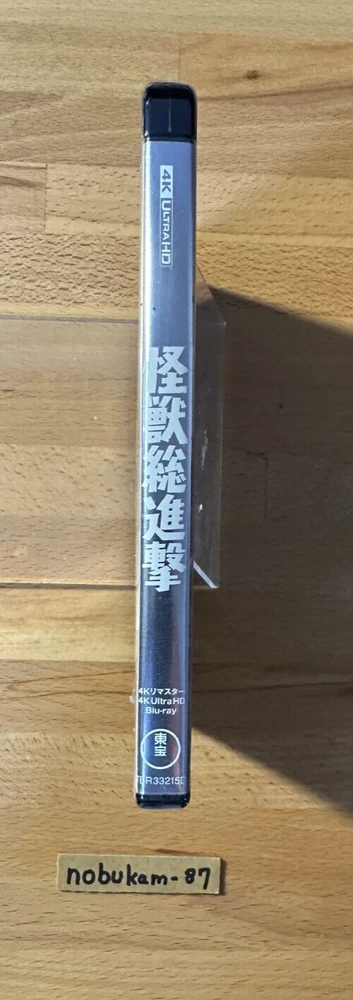 4K ULTRA HD
怪獣総進撃
4Kリマスター
4K Ultra HD
Blu-ray
東宝
TBR33215D
nobukam-87